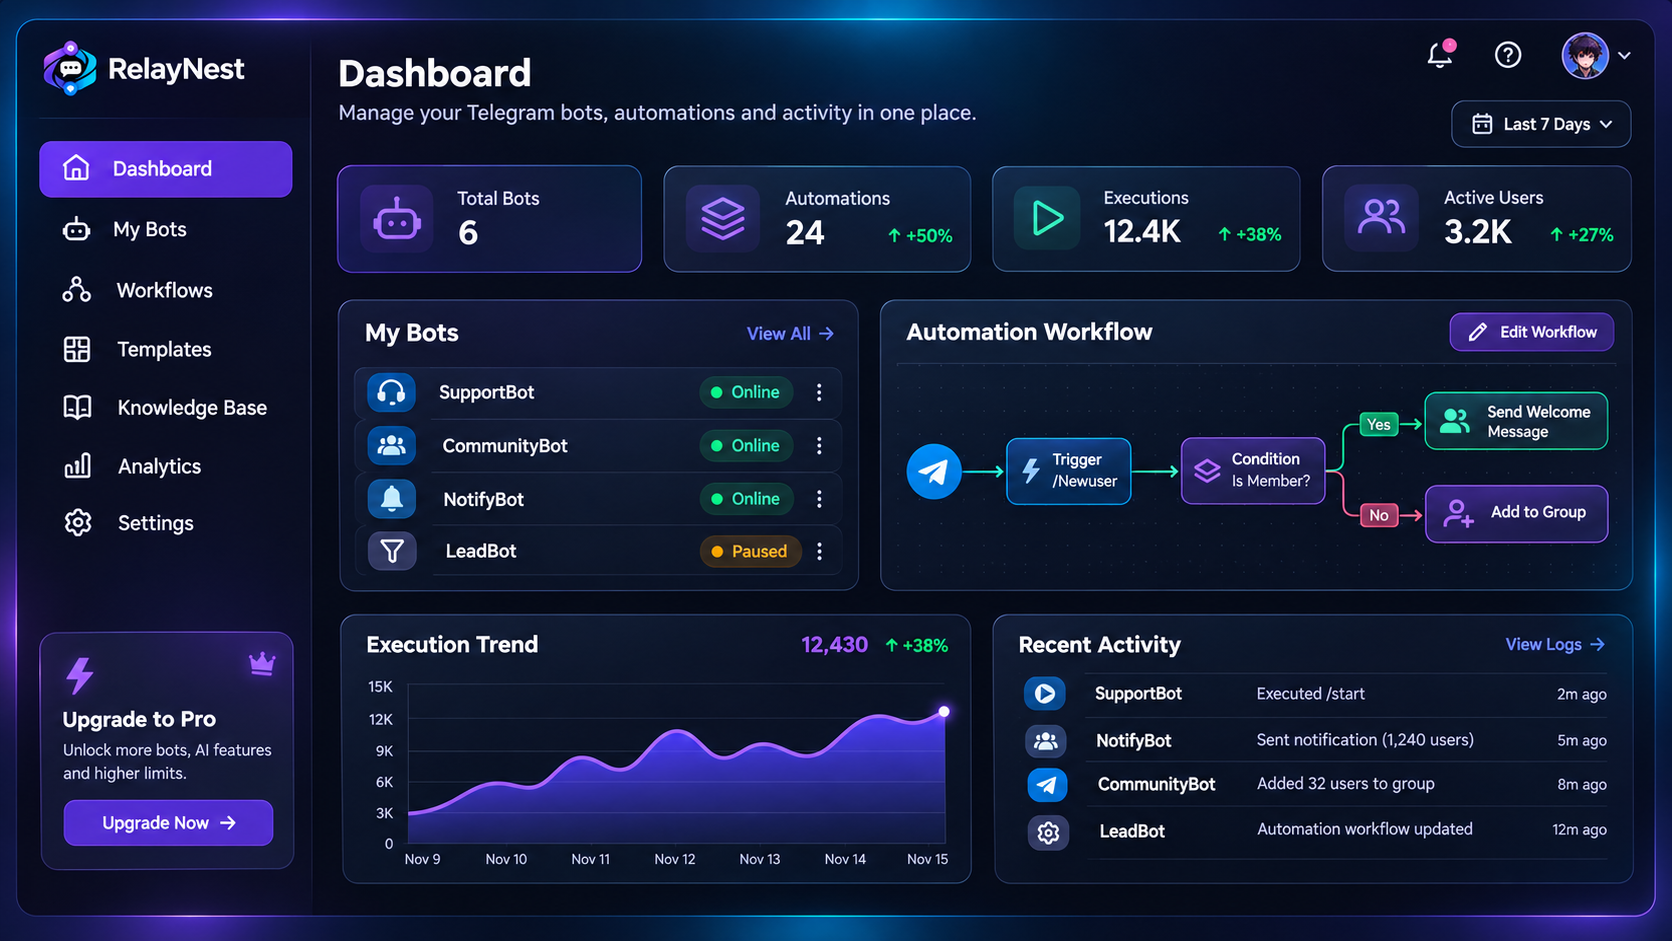 RelayNest
Dashboard
My Bots
Workflows
Templates
Knowledge Base
Analytics
Settings
Upgrade to Pro
Unlock more bots, AI features
and higher limits.
Upgrade Now →
Dashboard
Manage your Telegram bots, automations and activity in one place.
Last 7 Days
Total Bots
6
Automations
24 ↑ +50%
Executions
12.4K ↑ +38%
Active Users
3.2K ↑ +27%
My Bots View All →
SupportBot Online
CommunityBot Online
NotifyBot Online
LeadBot Paused
Automation Workflow Edit Workflow
Trigger
/Newuser
Condition
Is Member?
Yes
Send Welcome
Message
No
Add to Group
Execution Trend 12,430 ↑ +38%
15K
12K
9K
6K
3K
0
Nov 9 Nov 10 Nov 11 Nov 12 Nov 13 Nov 14 Nov 15
Recent Activity View Logs →
SupportBot Executed /start 2m ago
NotifyBot Sent notification (1,240 users) 5m ago
CommunityBot Added 32 users to group 8m ago
LeadBot Automation workflow updated 12m ago